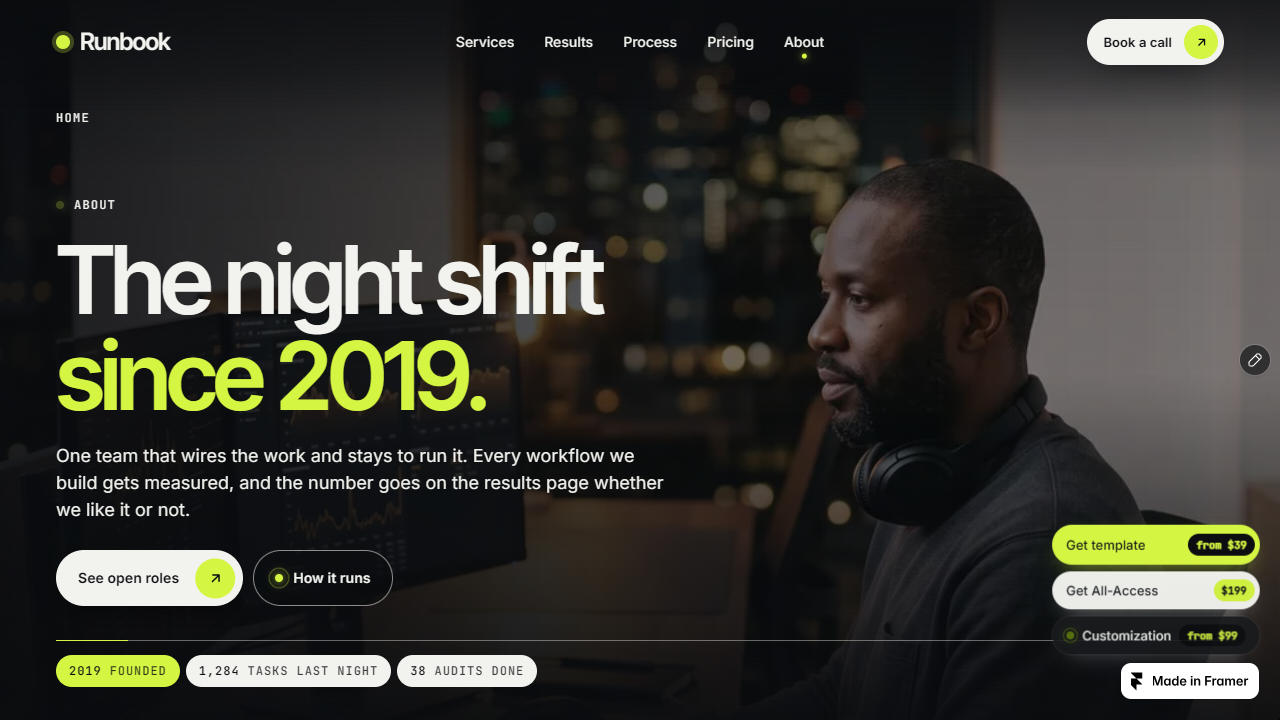 Runbook
Services
Results
Process
Pricing
About
Book a call
HOME
ABOUT
The night shift
since 2019.
One team that wires the work and stays to run it. Every workflow we
build gets measured, and the number goes on the results page whether
we like it or not.
See open roles
How it runs
Get template from $39
Get All-Access $199
Customization from $99
2019 FOUNDED
1,284 TASKS LAST NIGHT
38 AUDITS DONE
Made in Framer